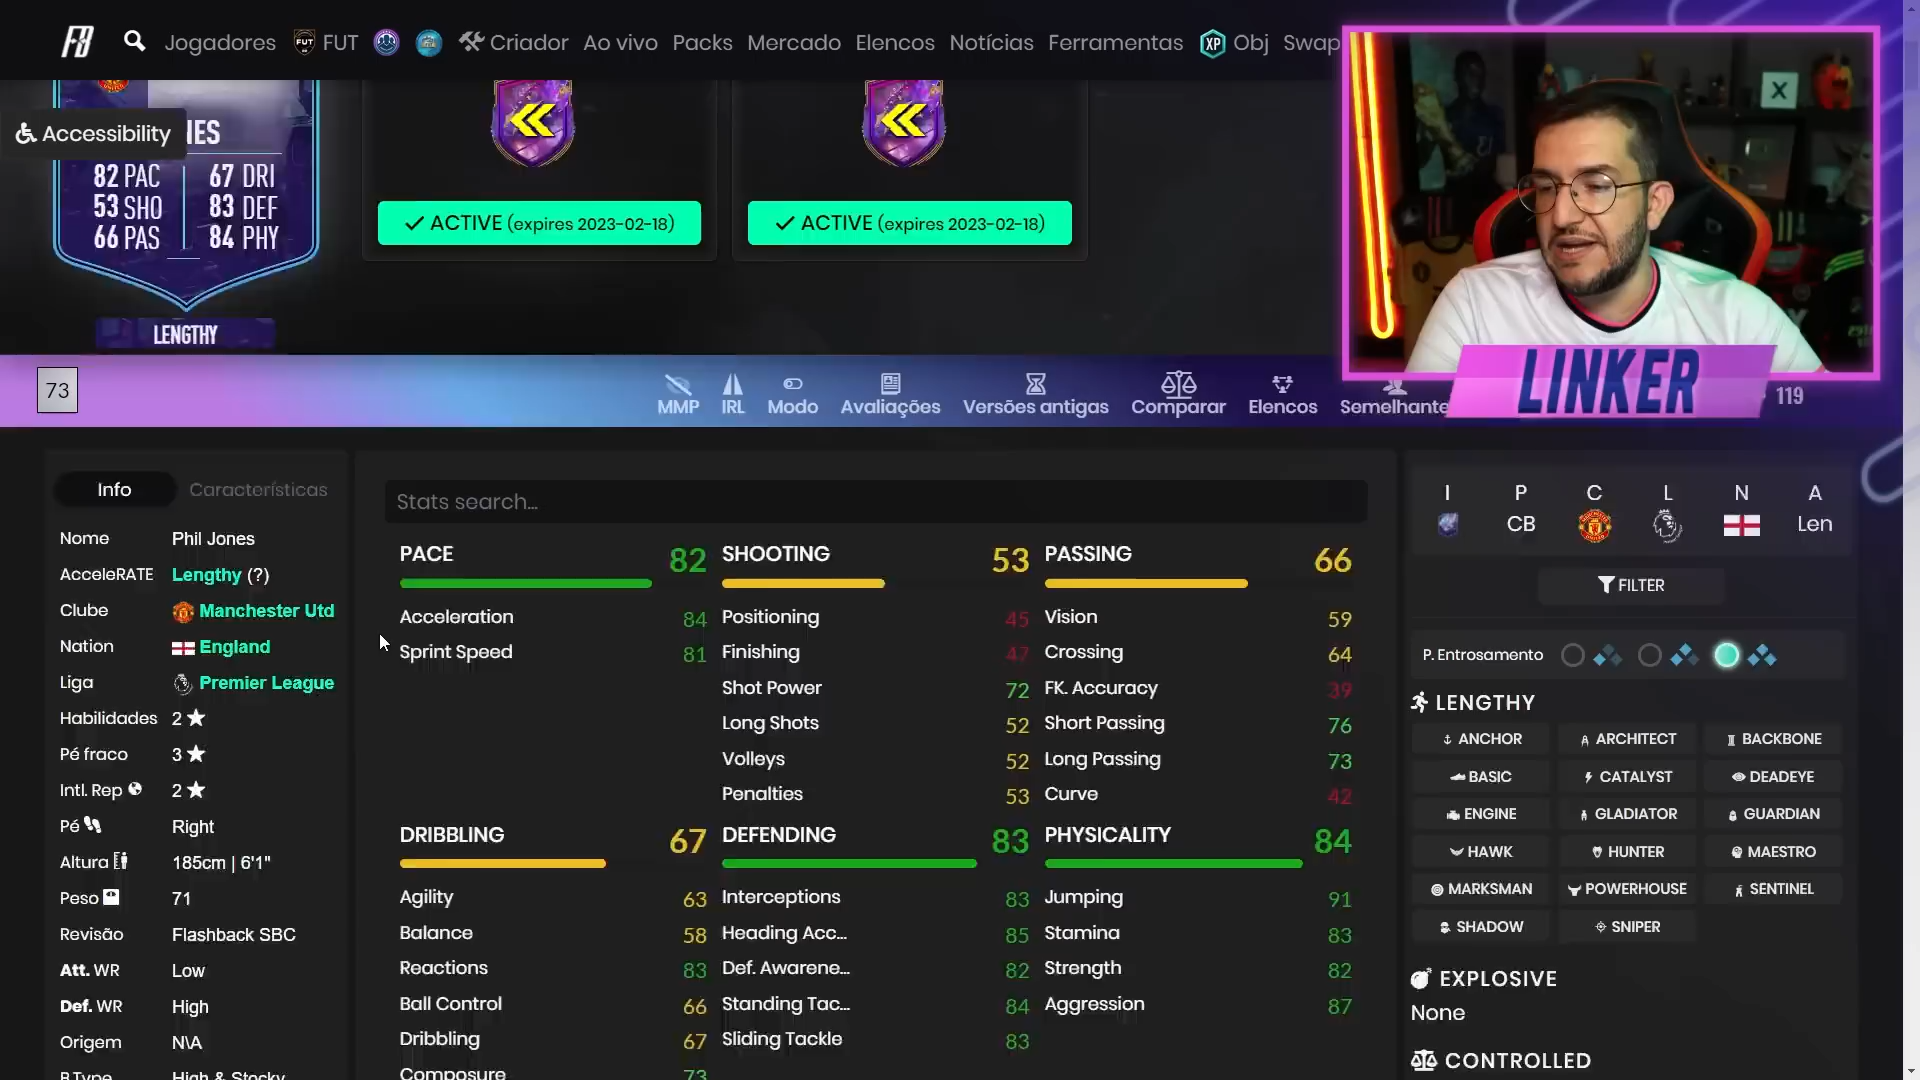 Jogadores FUT Criador Ao vivo Packs Mercado Elencos Notícias Ferramentas XP Obj Swap
Accessibility
82 PAC 67 DRI
53 SHO 83 DEF
66 PAS 84 PHY
LENGTHY
ACTIVE (expires 2023-02-18)
ACTIVE (expires 2023-02-18)
X
LINKER
73
MMP IRL Modo Avaliações Versões antigas Comparar Elencos Semelhante 119
Info Características
Nome Phil Jones
AcceleRATE Lengthy (?)
Clube Manchester Utd
Nation England
Liga Premier League
Habilidades 2
Pé fraco 3
Intl. Rep 2
Pé Right
Altura 185cm | 6'1"
Peso 71
Revisão Flashback SBC
Att. WR Low
Def. WR High
Origem N\A
B.Type High & Stocky
Stats search...
PACE 82
Acceleration 84
Sprint Speed 81
SHOOTING 53
Positioning 45
Finishing 47
Shot Power 72
Long Shots 52
Volleys 52
Penalties 53
PASSING 66
Vision 59
Crossing 64
FK. Accuracy 39
Short Passing 76
Long Passing 73
Curve 42
DRIBBLING 67
Agility 63
Balance 58
Reactions 83
Ball Control 66
Dribbling 67
Composure 73
DEFENDING 83
Interceptions 83
Heading Acc... 85
Def. Awarene... 82
Standing Tac... 84
Sliding Tackle 83
PHYSICALITY 84
Jumping 91
Stamina 83
Strength 82
Aggression 87
I P C L N A
CB Len
FILTER
P. Entrosamento
LENGTHY
ANCHOR ARCHITECT BACKBONE
BASIC CATALYST DEADEYE
ENGINE GLADIATOR GUARDIAN
HAWK HUNTER MAESTRO
MARKSMAN POWERHOUSE SENTINEL
SHADOW SNIPER
EXPLOSIVE
None
CONTROLLED